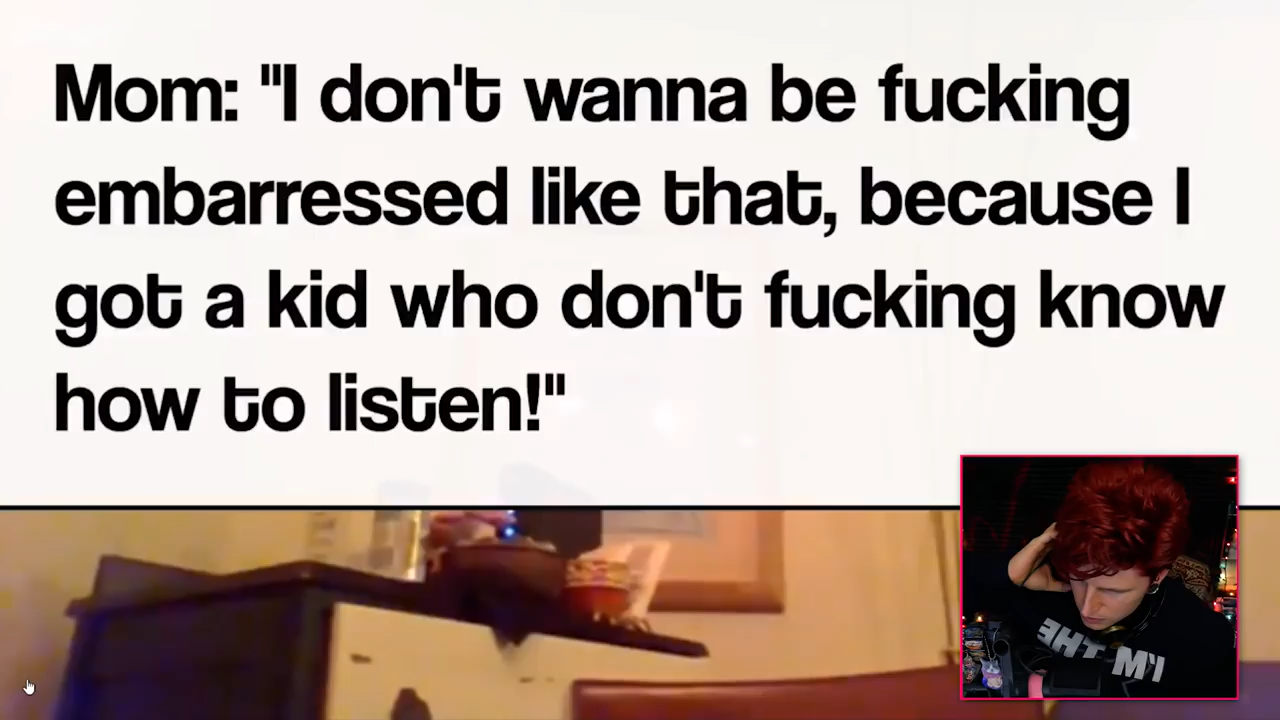 Mom: "I don't wanna be fucking
embarressed like that, because I
got a kid who don't fucking know
how to listen!"
THE MY